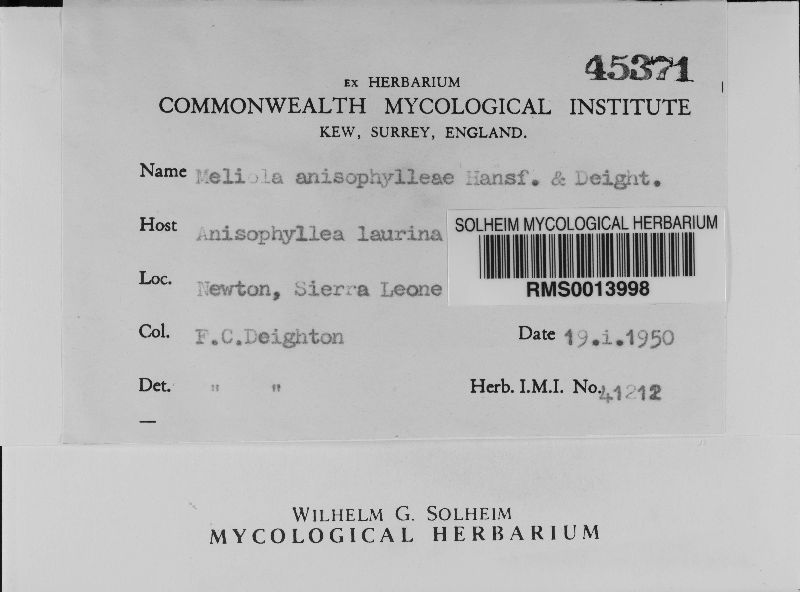 45371
EX HERBARIUM
COMMONWEALTH MYCOLOGICAL INSTITUTE
KEW, SURREY, ENGLAND.
Name Meliola anisophylleae Hansf. & Deight.
Host Anisophyllea laurina
SOLHEIM MYCOLOGICAL HERBARIUM
RMS0013998
Loc. Newton, Sierra Leone
Col. F.C.Deighton Date 19.i.1950
Det. " " Herb. I.M.I. No. 41212
—
WILHELM G. SOLHEIM
MYCOLOGICAL HERBARIUM